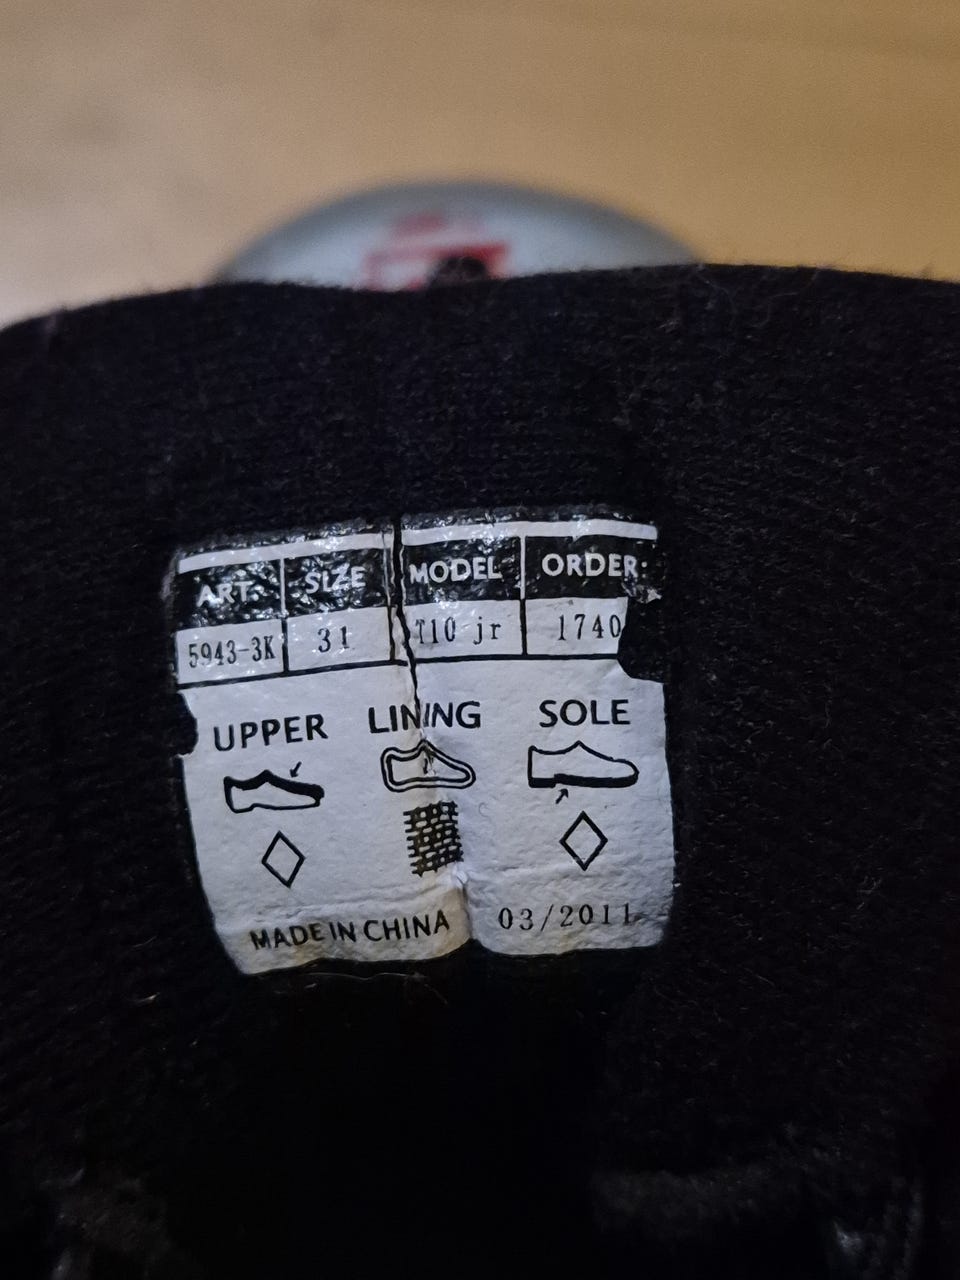 ART. SIZE MODEL ORDER:
5943-3K 31 T10 jr 1740
UPPER LINING SOLE
MADE IN CHINA 03/2011